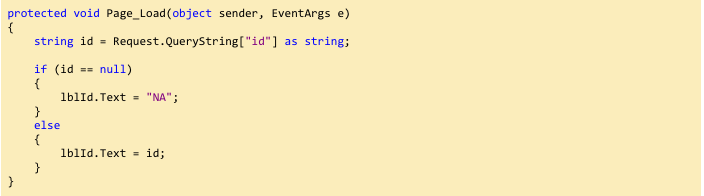 protected void Page_Load(object sender, EventArgs e)
{
    string id = Request.QueryString["id"] as string;

    if (id == null)
    {
        lblId.Text = "NA";
    }
    else
    {
        lblId.Text = id;
    }
}